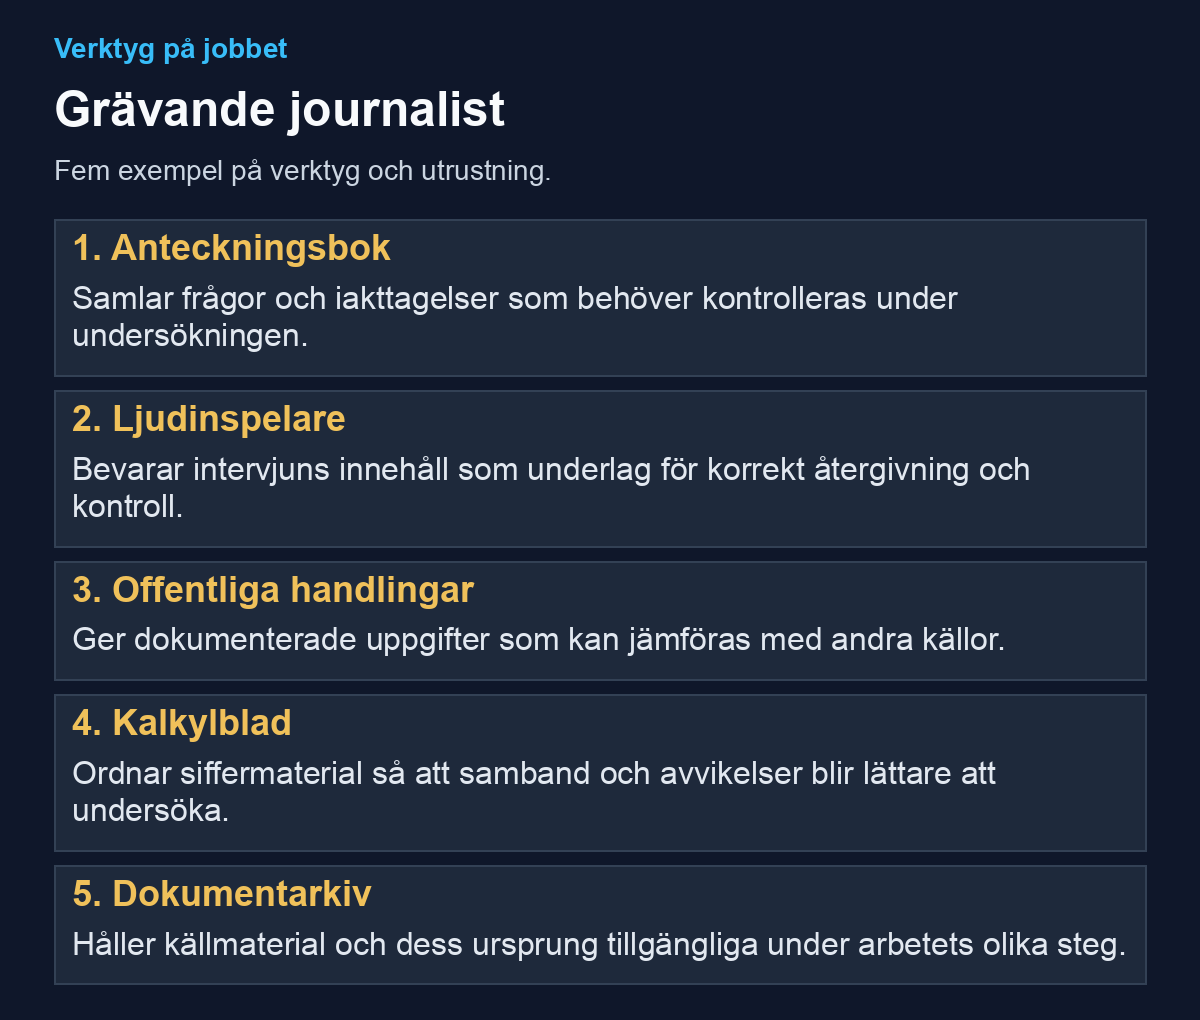 Verktyg på jobbet
Grävande journalist
Fem exempel på verktyg och utrustning.
1. Anteckningsbok
Samlar frågor och iakttagelser som behöver kontrolleras under
undersökningen.
2. Ljudinspelare
Bevarar intervjuns innehåll som underlag för korrekt återgivning och
kontroll.
3. Offentliga handlingar
Ger dokumenterade uppgifter som kan jämföras med andra källor.
4. Kalkylblad
Ordnar siffermaterial så att samband och avvikelser blir lättare att
undersöka.
5. Dokumentarkiv
Håller källmaterial och dess ursprung tillgängliga under arbetets olika steg.